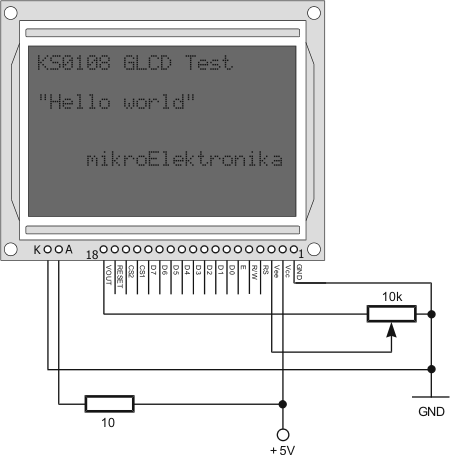 KS0108 GLCD Test
"Hello world"
mikroElektronika
K A 18 1
VOUT RESET CS2 CS1 D7 D6 D5 D4 D3 D2 D1 D0 E R/W RS Vee Vcc GND
10k
GND
10
+5V